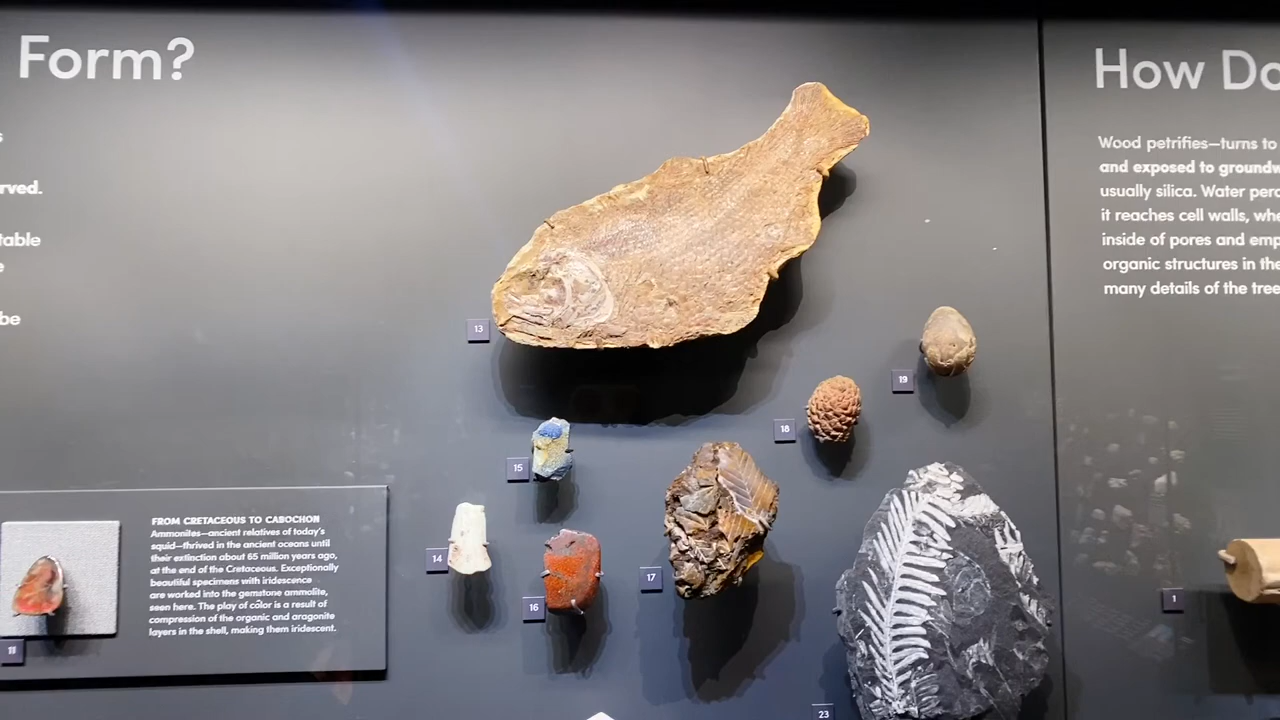 Form?
s
rved.
table
e
be
13
15
14
16
17
18
19
23
FROM CRETACEOUS TO CABOCHON
Ammonites—ancient relatives of today's
squid—thrived in the ancient oceans until
their extinction about 65 million years ago,
at the end of the Cretaceous. Exceptionally
beautiful specimens with iridescence
are worked into the gemstone ammolite,
seen here. The play of color is a result of
compression of the organic and aragonite
layers in the shell, making them iridescent.
11
How Do
Wood petrifies—turns to
and exposed to groundw
usually silica. Water perc
it reaches cell walls, whe
inside of pores and emp
organic structures in the
many details of the tree
1